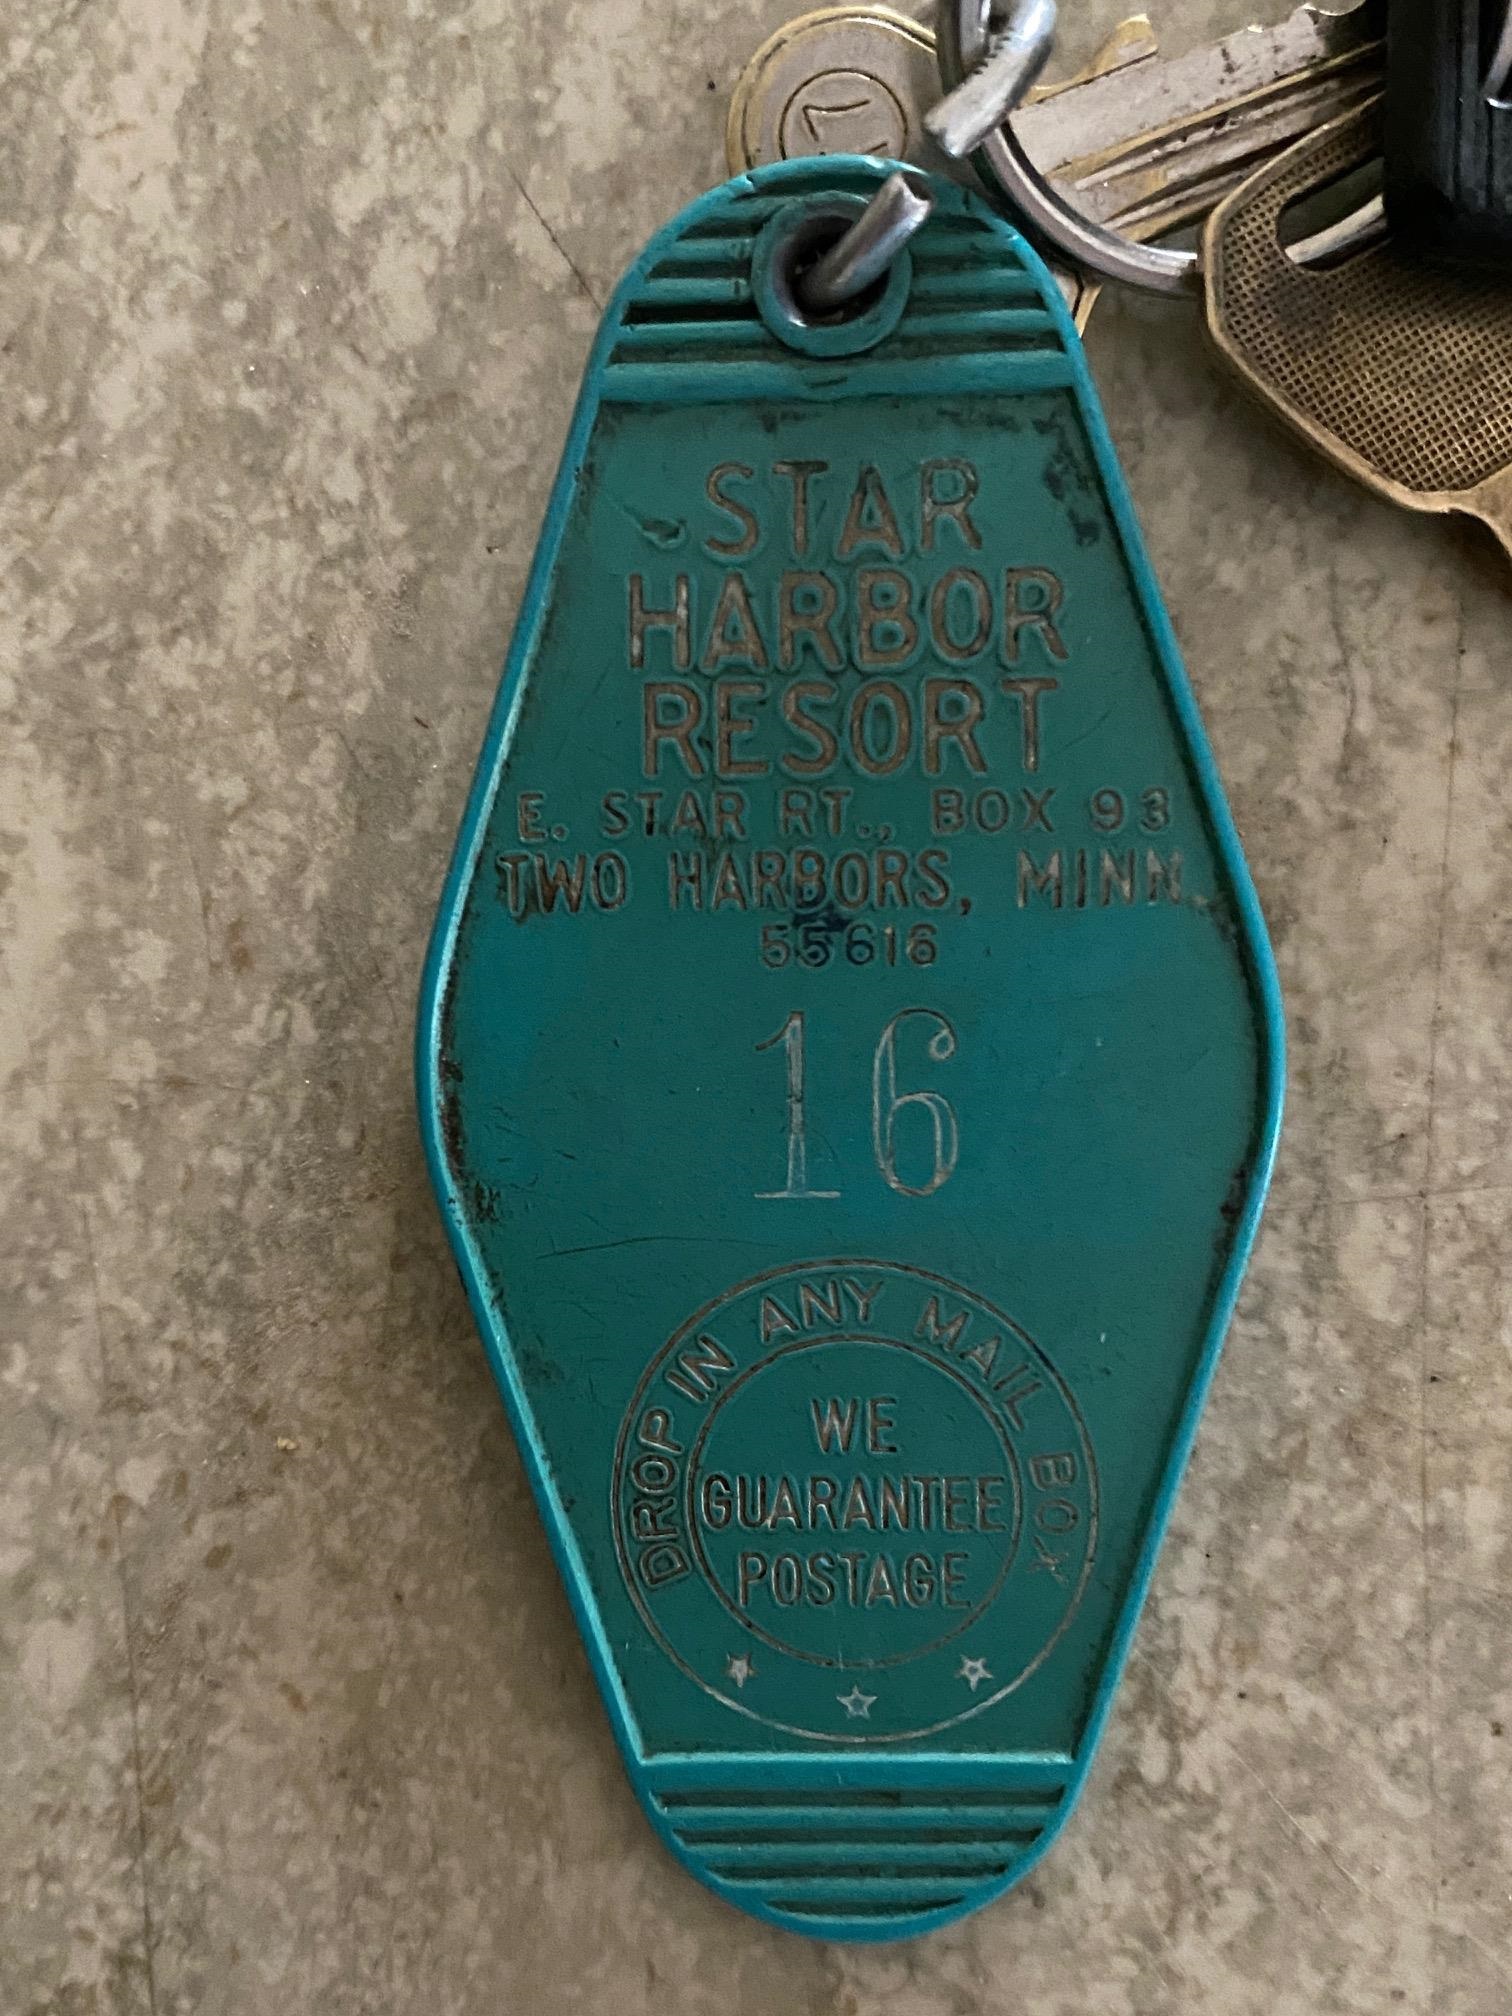 STAR
HARBOR
RESORT
E. STAR RT., BOX 93
TWO HARBORS, MINN.
55616
16
DROP IN ANY MAIL BOX
WE
GUARANTEE
POSTAGE